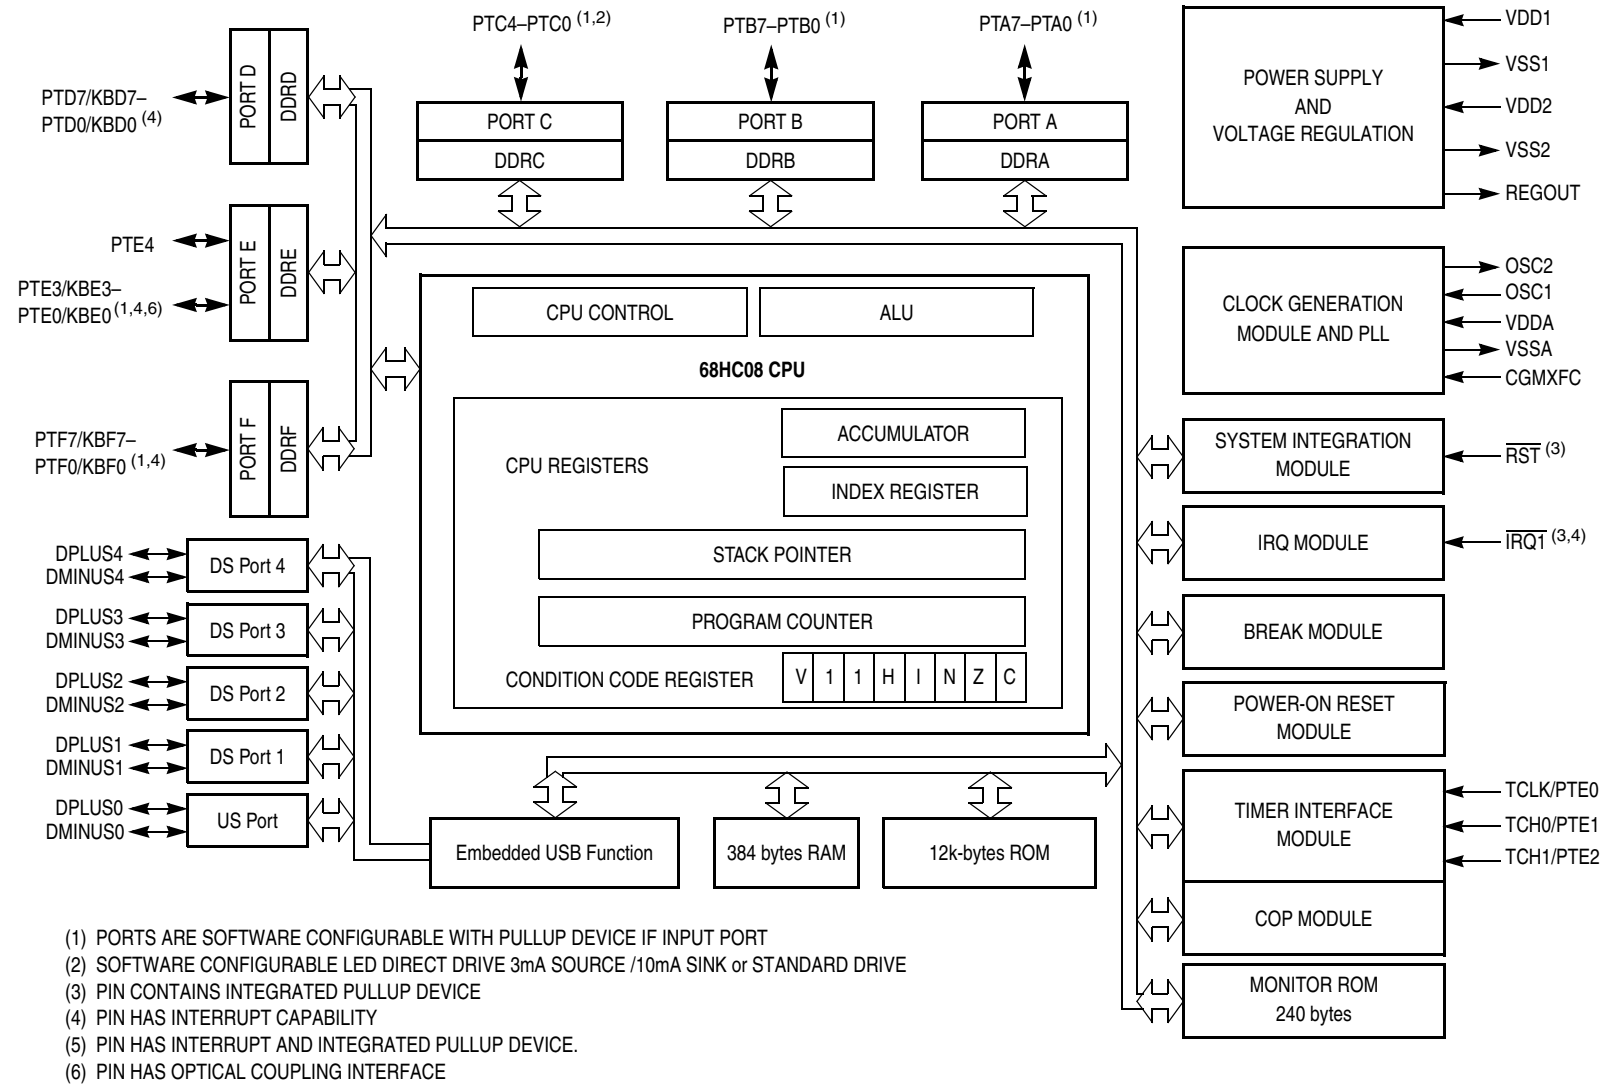 PTC4–PTC0 (1,2)
PTB7–PTB0 (1)
PTA7–PTA0 (1)
PORT C
DDRC
PORT B
DDRB
PORT A
DDRA
PTD7/KBD7–
PTD0/KBD0 (4)
PORT D
DDRD
PTE4
PTE3/KBE3–
PTE0/KBE0 (1,4,6)
PORT E
DDRE
PTF7/KBF7–
PTF0/KBF0 (1,4)
PORT F
DDRF
DPLUS4
DMINUS4
DS Port 4
DPLUS3
DMINUS3
DS Port 3
DPLUS2
DMINUS2
DS Port 2
DPLUS1
DMINUS1
DS Port 1
DPLUS0
DMINUS0
US Port
CPU CONTROL
ALU
68HC08 CPU
CPU REGISTERS
ACCUMULATOR
INDEX REGISTER
STACK POINTER
PROGRAM COUNTER
CONDITION CODE REGISTER
V 1 1 H I N Z C
Embedded USB Function
384 bytes RAM
12k-bytes ROM
POWER SUPPLY
AND
VOLTAGE REGULATION
VDD1
VSS1
VDD2
VSS2
REGOUT
CLOCK GENERATION
MODULE AND PLL
OSC2
OSC1
VDDA
VSSA
CGMXFC
SYSTEM INTEGRATION
MODULE
RST (3)
IRQ MODULE
IRQ1 (3,4)
BREAK MODULE
POWER-ON RESET
MODULE
TIMER INTERFACE
MODULE
TCLK/PTE0
TCH0/PTE1
TCH1/PTE2
COP MODULE
MONITOR ROM
240 bytes
(1) PORTS ARE SOFTWARE CONFIGURABLE WITH PULLUP DEVICE IF INPUT PORT
(2) SOFTWARE CONFIGURABLE LED DIRECT DRIVE 3mA SOURCE /10mA SINK or STANDARD DRIVE
(3) PIN CONTAINS INTEGRATED PULLUP DEVICE
(4) PIN HAS INTERRUPT CAPABILITY
(5) PIN HAS INTERRUPT AND INTEGRATED PULLUP DEVICE.
(6) PIN HAS OPTICAL COUPLING INTERFACE